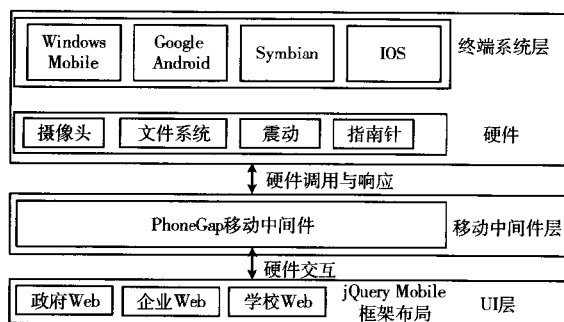 Windows Mobile
Google Android
Symbian
IOS
终端系统层
摄像头
文件系统
震动
指南针
硬件
硬件调用与响应
PhoneGap移动中间件
移动中间件层
硬件交互
政府Web
企业Web
学校Web
jQuery Mobile
框架布局
UI层